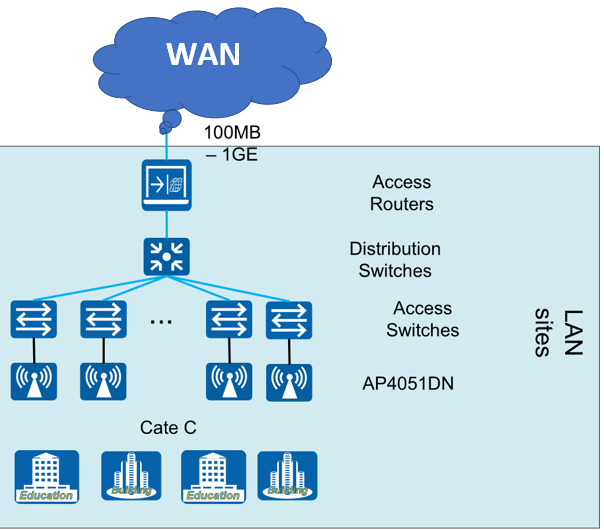 WAN
100MB
– 1GE
Access
Routers
Distribution
Switches
Access
Switches
...
AP4051DN
LAN
sites
Cate C
Education
Building
Education
Building